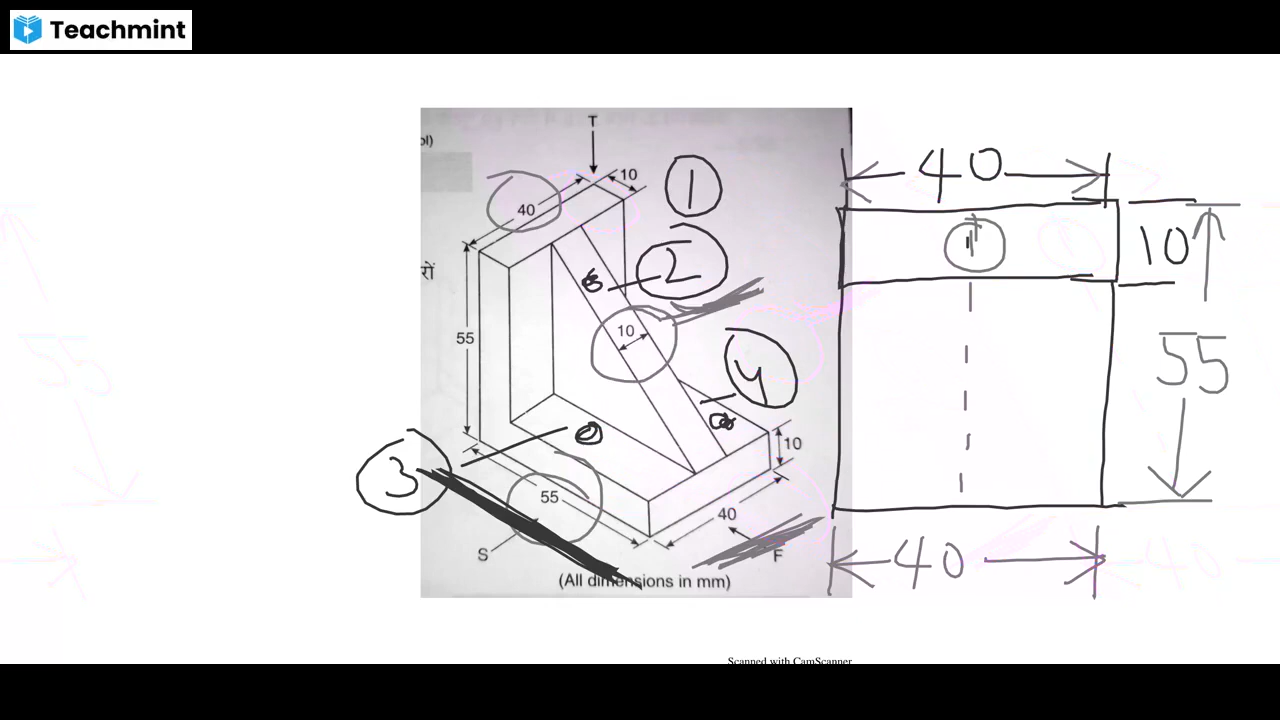 Teachmint
ol)
T
10
1
40
2
रों
55
10
4
10
3
55
40
S
F
(All dimensions in mm)
40
1
10
55
40
Scanned with CamScanner